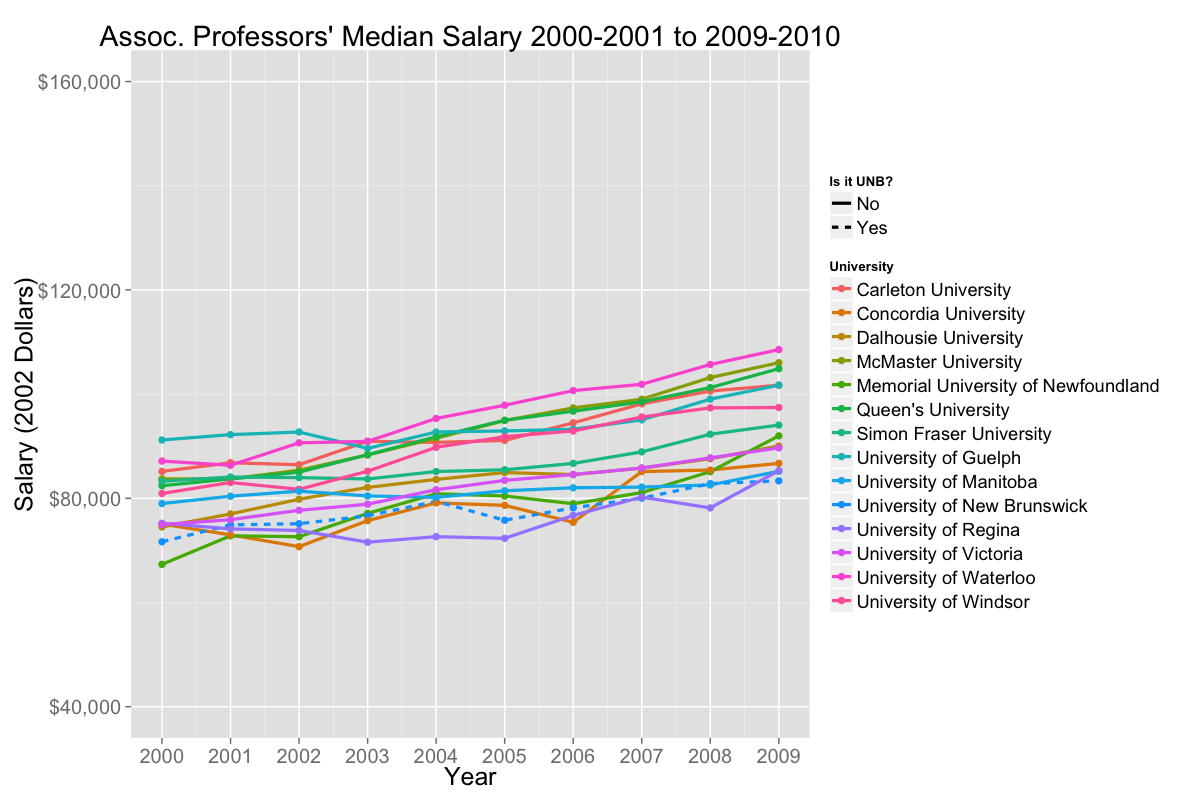 Assoc. Professors' Median Salary 2000-2001 to 2009-2010
$160,000
$120,000
$80,000
$40,000
Salary (2002 Dollars)
2000 2001 2002 2003 2004 2005 2006 2007 2008 2009
Year
Is it UNB?
No
Yes
University
Carleton University
Concordia University
Dalhousie University
McMaster University
Memorial University of Newfoundland
Queen's University
Simon Fraser University
University of Guelph
University of Manitoba
University of New Brunswick
University of Regina
University of Victoria
University of Waterloo
University of Windsor